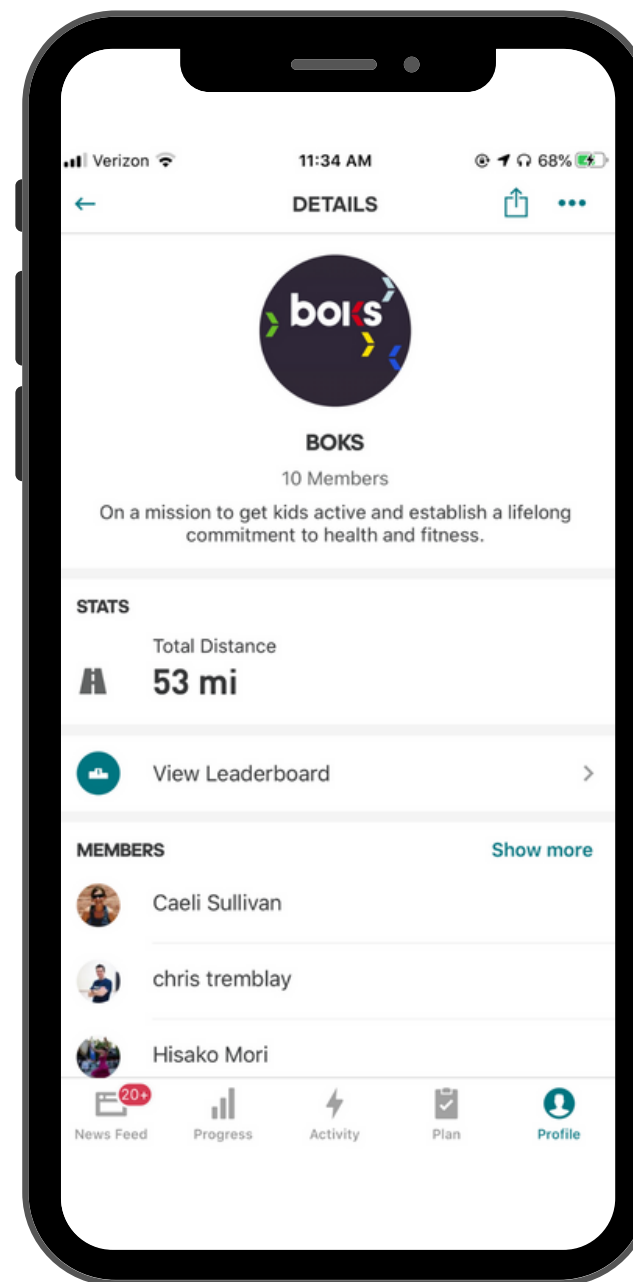 Verizon 11:34 AM 68%
DETAILS
boks
BOKS
10 Members
On a mission to get kids active and establish a lifelong
commitment to health and fitness.
STATS
Total Distance
53 mi
View Leaderboard
MEMBERS Show more
Caeli Sullivan
chris tremblay
Hisako Mori
20+
News Feed Progress Activity Plan Profile